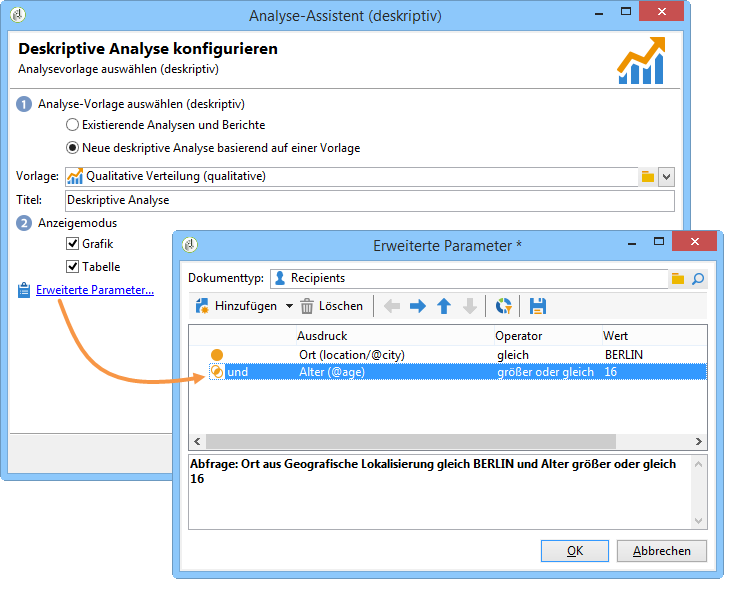 Analyse-Assistent (deskriptiv)
Deskriptive Analyse konfigurieren
Analysevorlage auswählen (deskriptiv)
1 Analyse-Vorlage auswählen (deskriptiv)
Existierende Analysen und Berichte
Neue deskriptive Analyse basierend auf einer Vorlage
Vorlage: Qualitative Verteilung (qualitative)
Titel: Deskriptive Analyse
2 Anzeigemodus
Grafik
Tabelle
Erweiterte Parameter...
Erweiterte Parameter *
Dokumenttyp: Recipients
Hinzufügen Löschen
Ausdruck Operator Wert
Ort (location/@city) gleich BERLIN
und Alter (@age) größer oder gleich 16
Abfrage: Ort aus Geografische Lokalisierung gleich BERLIN und Alter größer oder gleich
16
OK Abbrechen